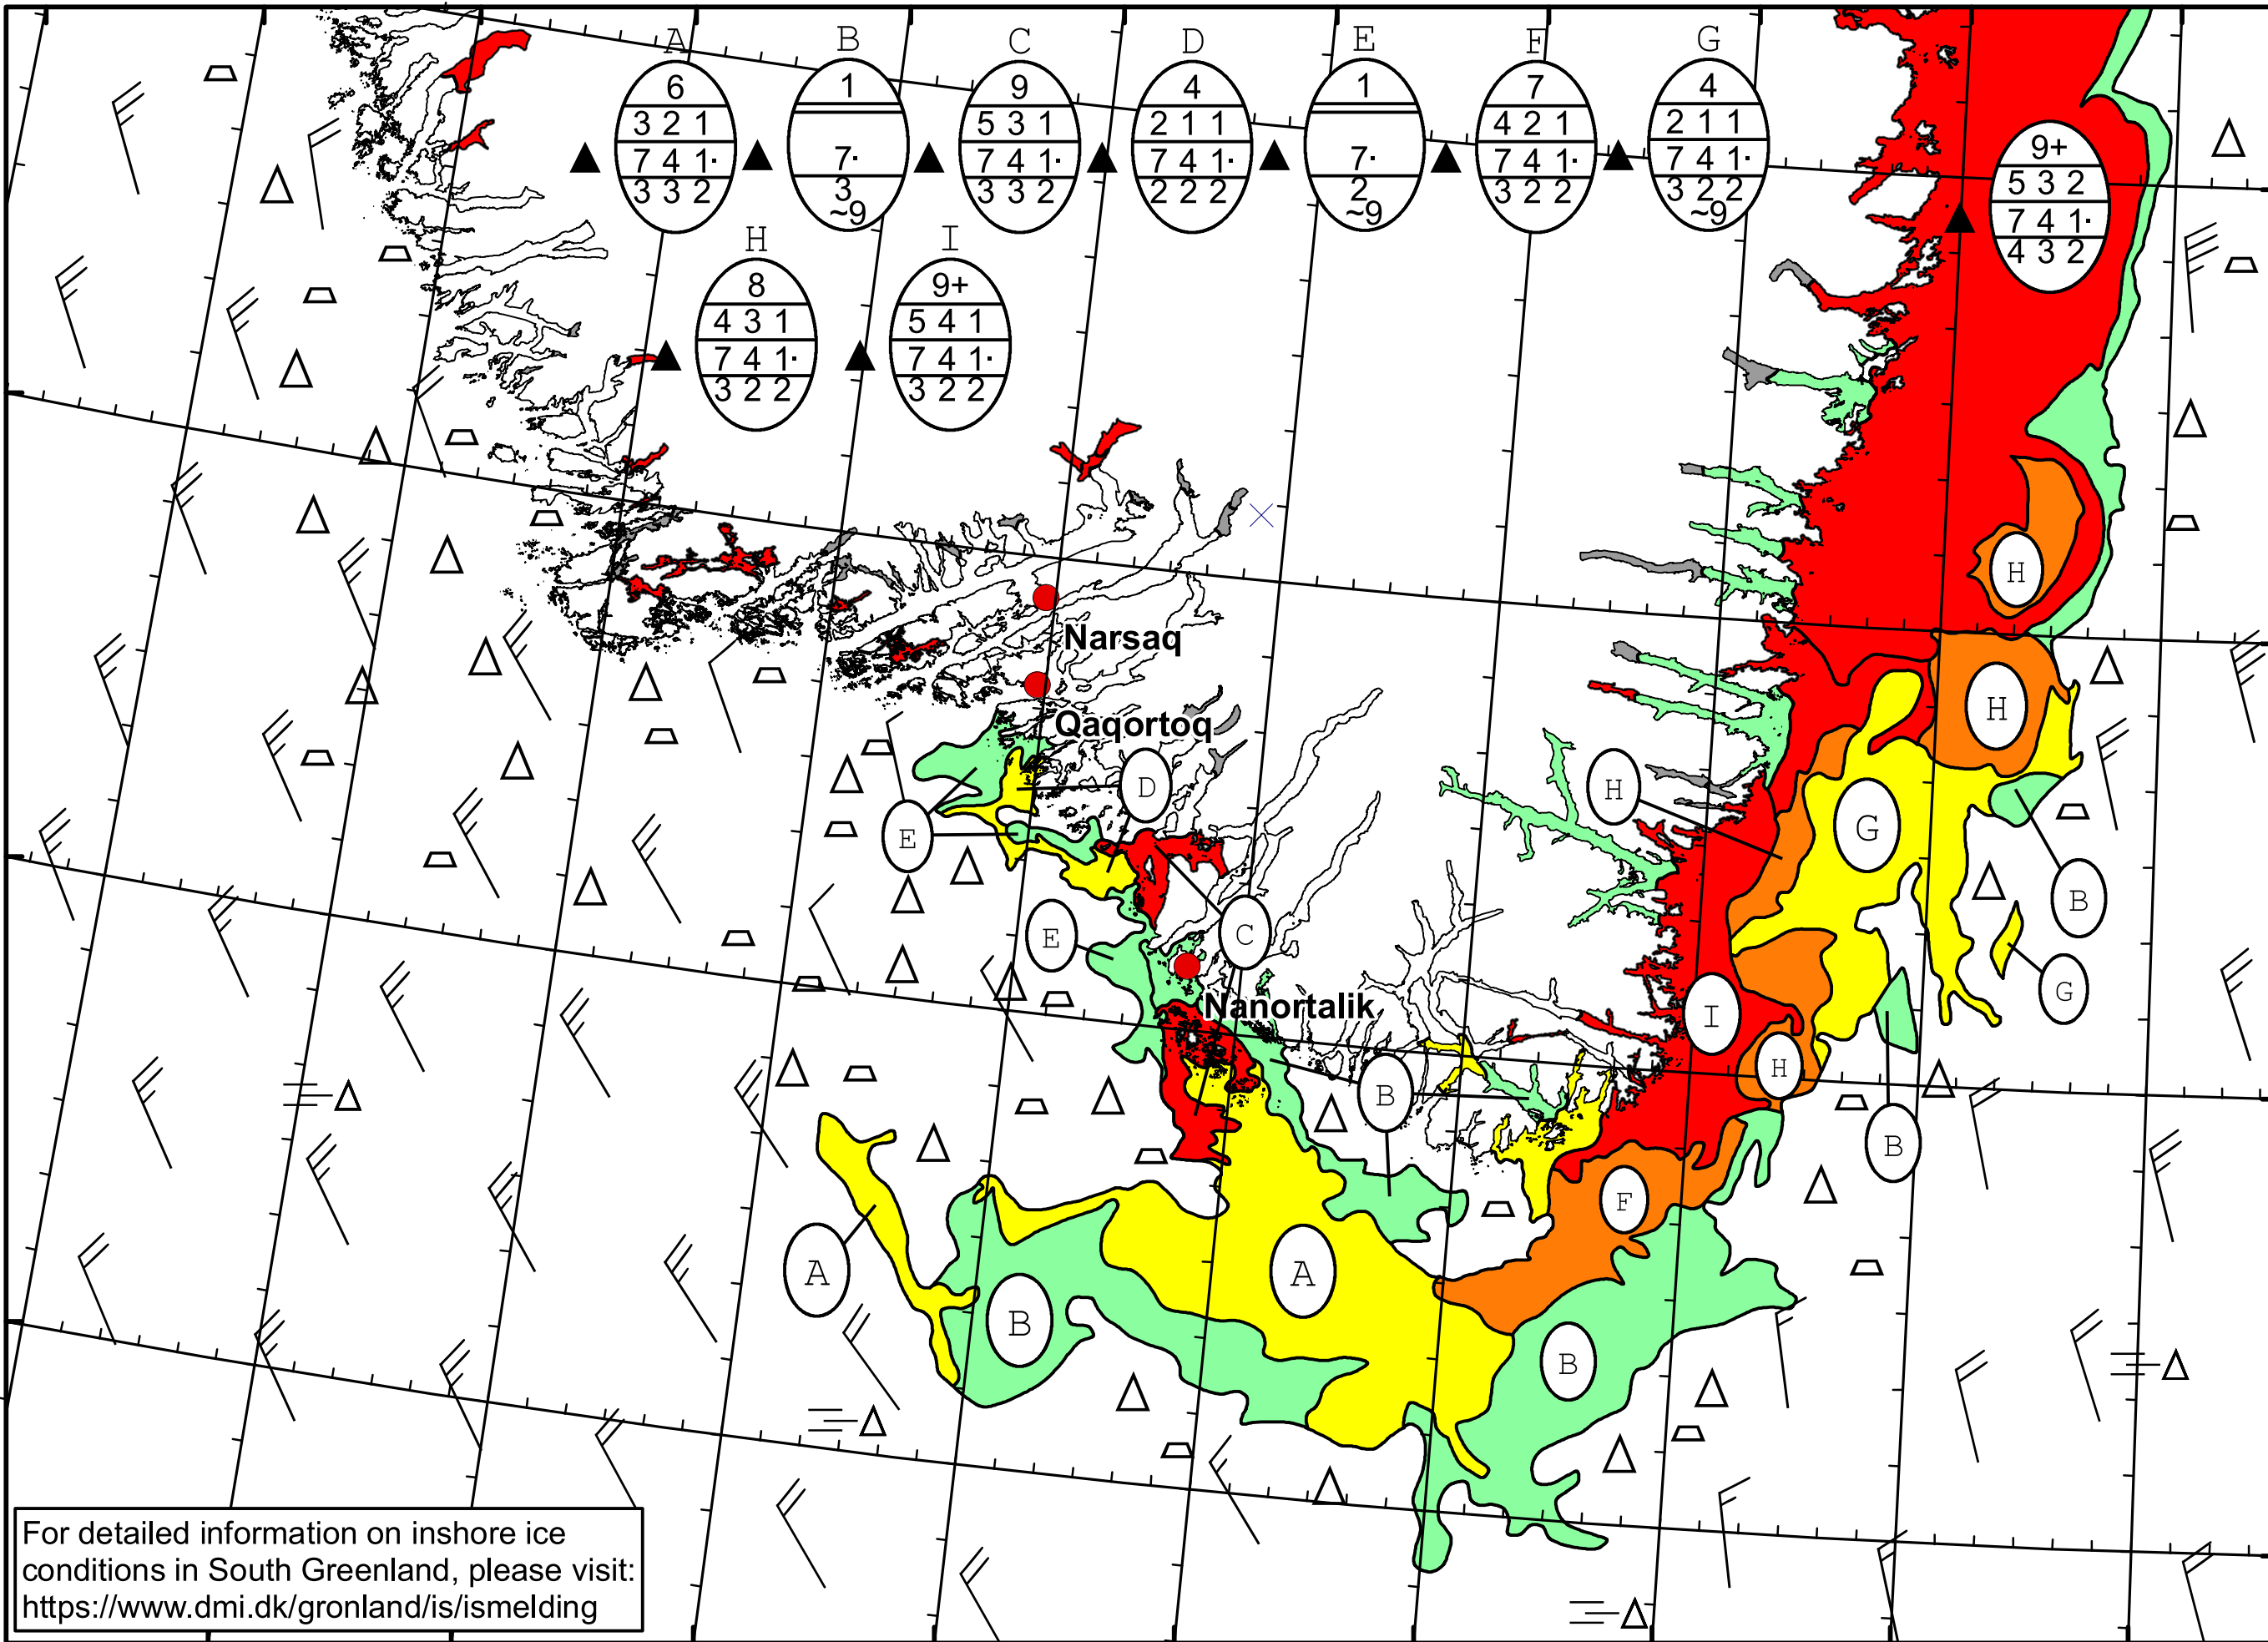 A B C D E F G
6
3 2 1
7 4 1·
3 3 2
1
7·
3
~9
9
5 3 1
7 4 1·
3 3 2
4
2 1 1
7 4 1·
2 2 2
1
7·
2
~9
7
4 2 1
7 4 1·
3 2 2
4
2 1 1
7 4 1·
3 2 2
~9
9+
5 3 2
7 4 1·
4 3 2
H I
8
4 3 1
7 4 1·
3 2 2
9+
5 4 1
7 4 1·
3 2 2
H
Narsaq
H
Qaqortoq
D
H
G
E
B
E
C
G
Nanortalik
I
H
B
B
F
A
A
B
B
For detailed information on inshore ice
conditions in South Greenland, please visit:
https://www.dmi.dk/gronland/is/ismelding